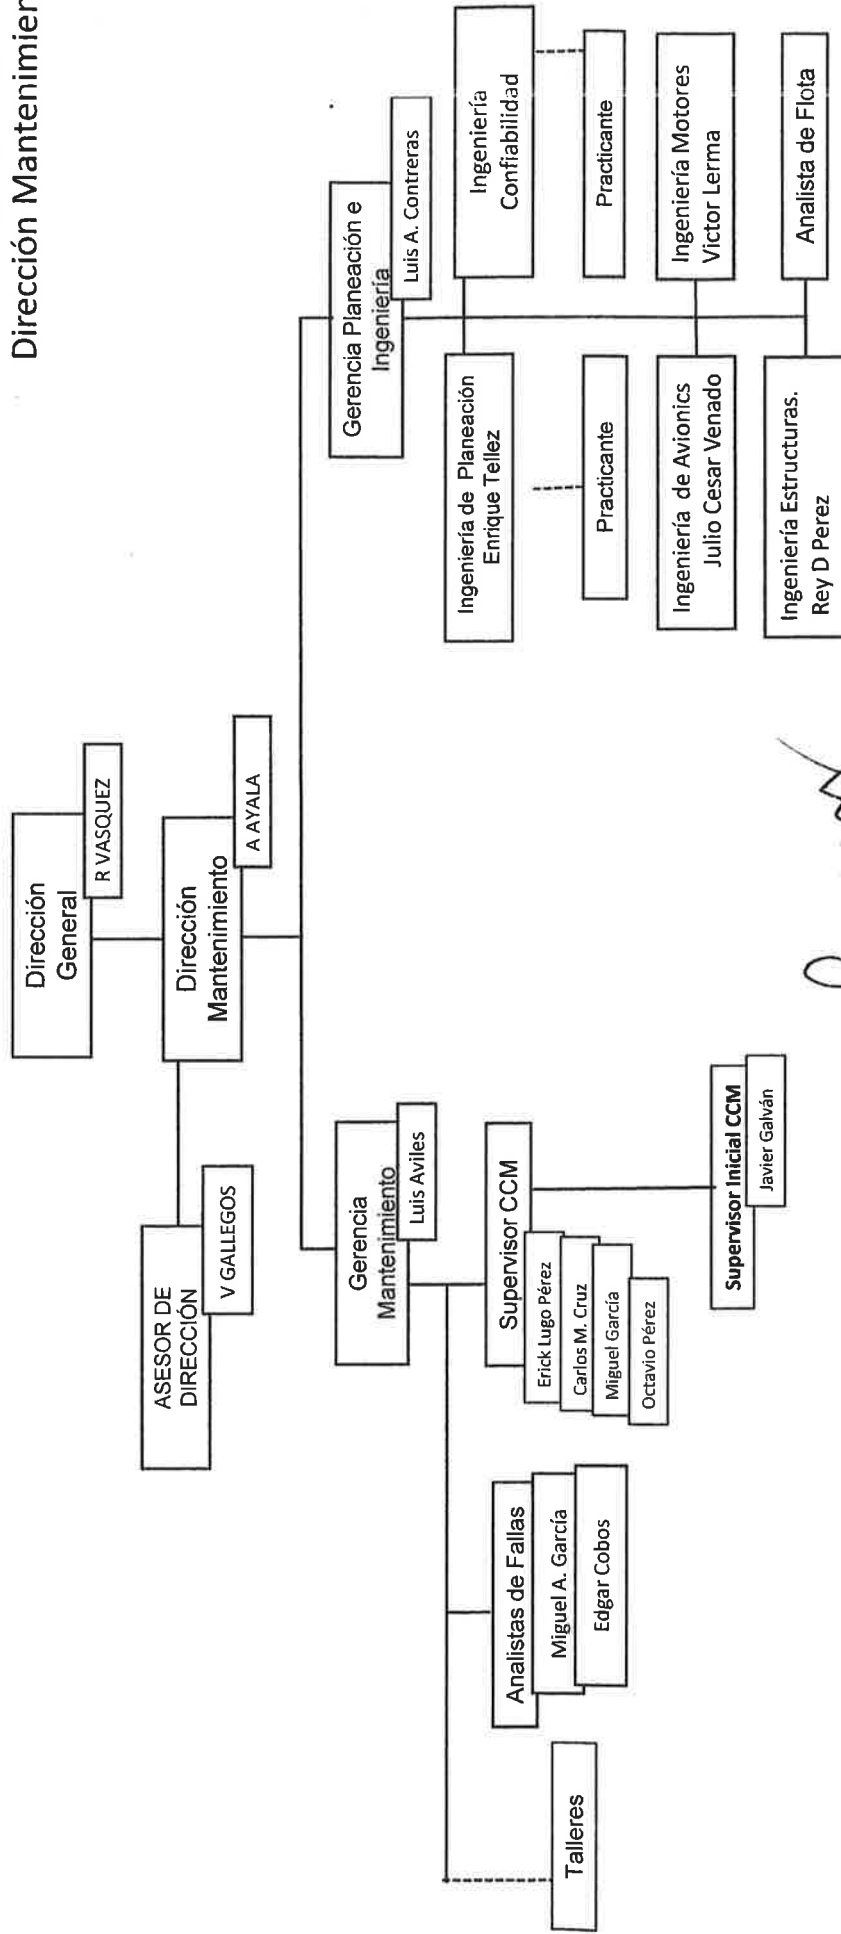 Dirección Mantenimien
Dirección
General
R VASQUEZ
ASESOR DE
DIRECCIÓN
V GALLEGOS
Dirección
Mantenimiento
A AYALA
Gerencia
Mantenimiento
Luis Aviles
Gerencia Planeación e
Ingeniería
Luis A. Contreras
Talleres
Analistas de Fallas
Miguel A. García
Edgar Cobos
Supervisor CCM
Erick Lugo Pérez
Carlos M. Cruz
Miguel García
Octavio Pérez
Supervisor Inicial CCM
Javier Galván
Ingeniería de Planeación
Enrique Tellez
Ingeniería
Confiabilidad
Practicante
Practicante
Ingeniería de Avionics
Julio Cesar Venado
Ingeniería Motores
Victor Lerma
Ingeniería Estructuras.
Rey D Perez
Analista de Flota